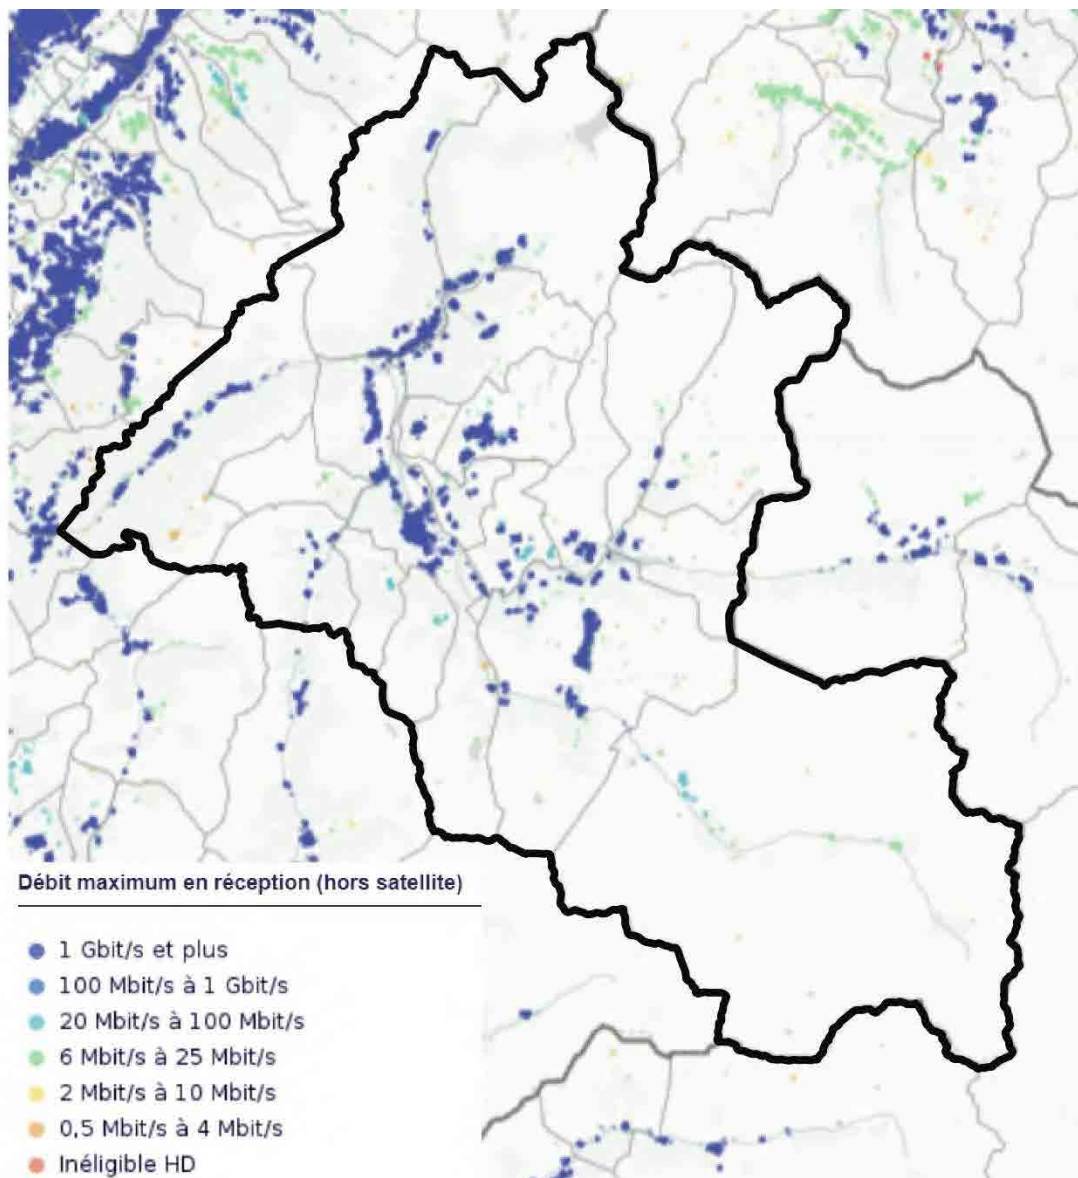 Débit maximum en réception (hors satellite)
1 Gbit/s et plus
100 Mbit/s à 1 Gbit/s
20 Mbit/s à 100 Mbit/s
6 Mbit/s à 25 Mbit/s
2 Mbit/s à 10 Mbit/s
0,5 Mbit/s à 4 Mbit/s
Inéligible HD